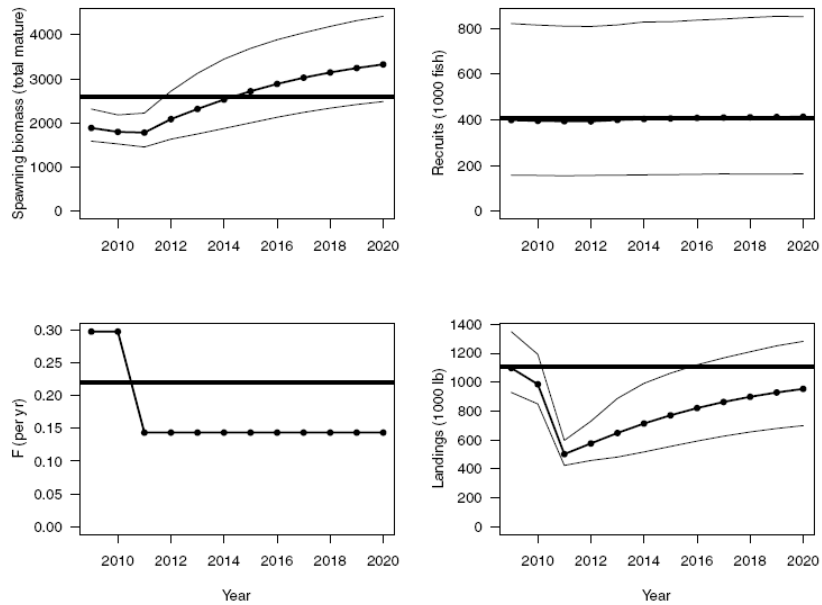 Spawning biomass (total mature)
4000
3000
2000
1000
0
2010 2012 2014 2016 2018 2020
Recruits (1000 fish)
800
600
400
200
0
2010 2012 2014 2016 2018 2020
F (per yr)
0.30
0.25
0.20
0.15
0.10
0.05
0.00
2010 2012 2014 2016 2018 2020
Year
Landings (1000 lb)
1400
1200
1000
800
600
400
200
0
2010 2012 2014 2016 2018 2020
Year